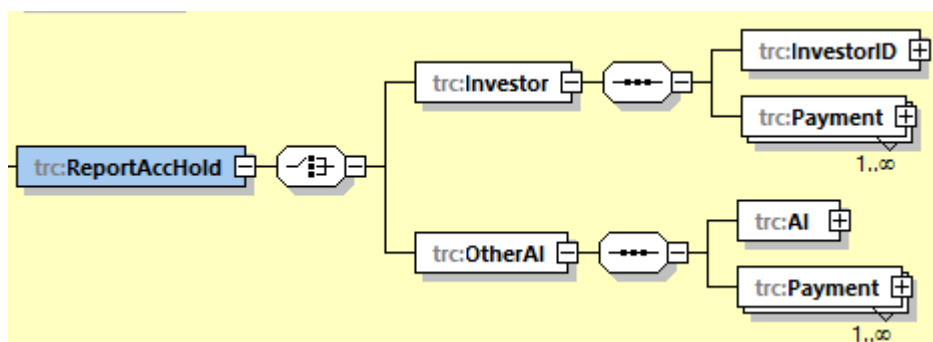 trc:InvestorID
trc:Investor
trc:Payment
1..∞
trc:ReportAccHold
trc:AI
trc:OtherAI
trc:Payment
1..∞